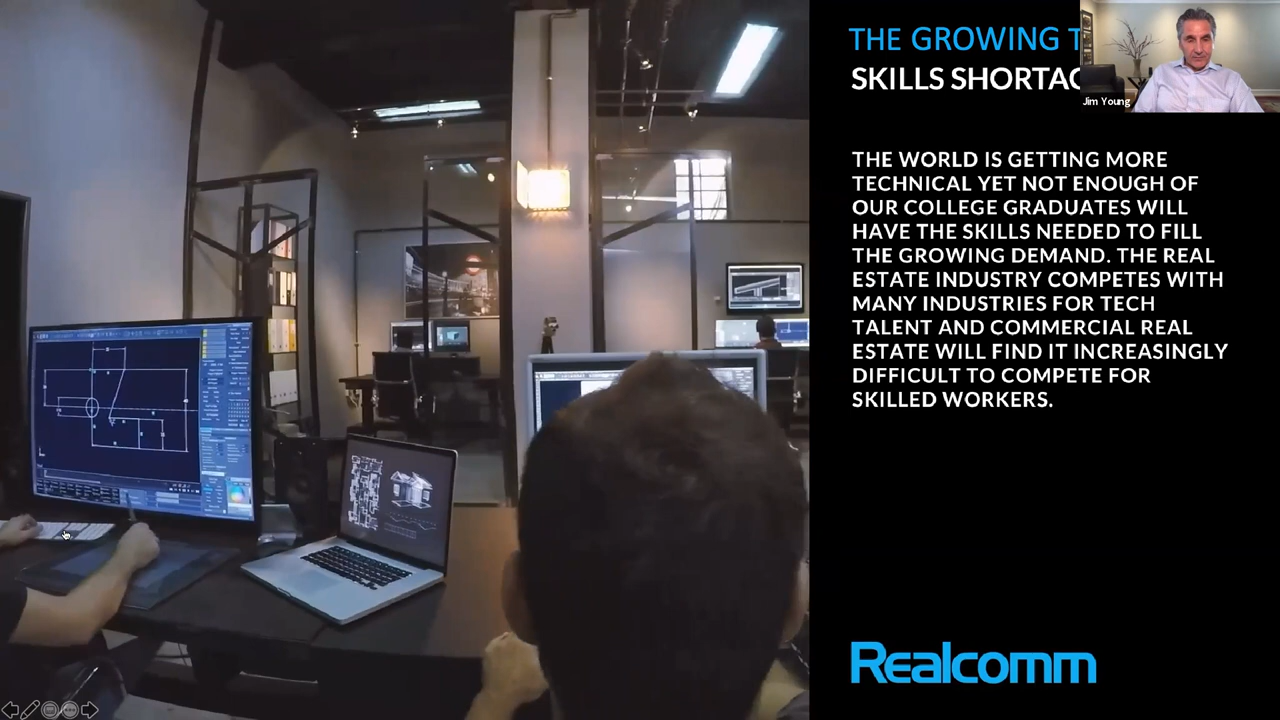 THE GROWING T
SKILLS SHORTAG
Jim Young
THE WORLD IS GETTING MORE
TECHNICAL YET NOT ENOUGH OF
OUR COLLEGE GRADUATES WILL
HAVE THE SKILLS NEEDED TO FILL
THE GROWING DEMAND. THE REAL
ESTATE INDUSTRY COMPETES WITH
MANY INDUSTRIES FOR TECH
TALENT AND COMMERCIAL REAL
ESTATE WILL FIND IT INCREASINGLY
DIFFICULT TO COMPETE FOR
SKILLED WORKERS.
Realcomm